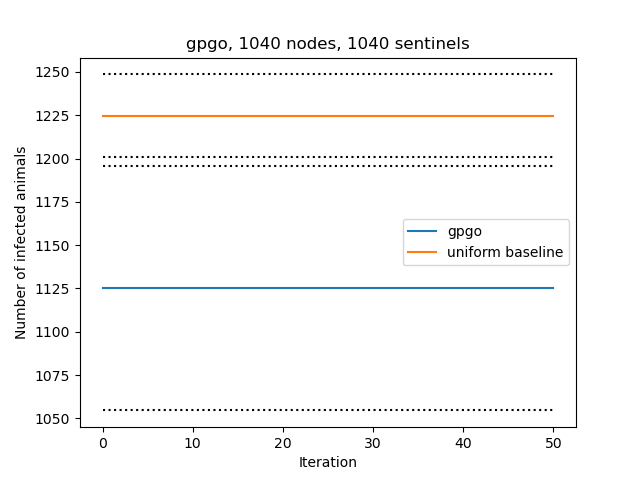 gpgo, 1040 nodes, 1040 sentinels
1250
1225
1200
1175
1150
1125
1100
1075
1050
Number of infected animals
gpgo
uniform baseline
0 10 20 30 40 50
Iteration